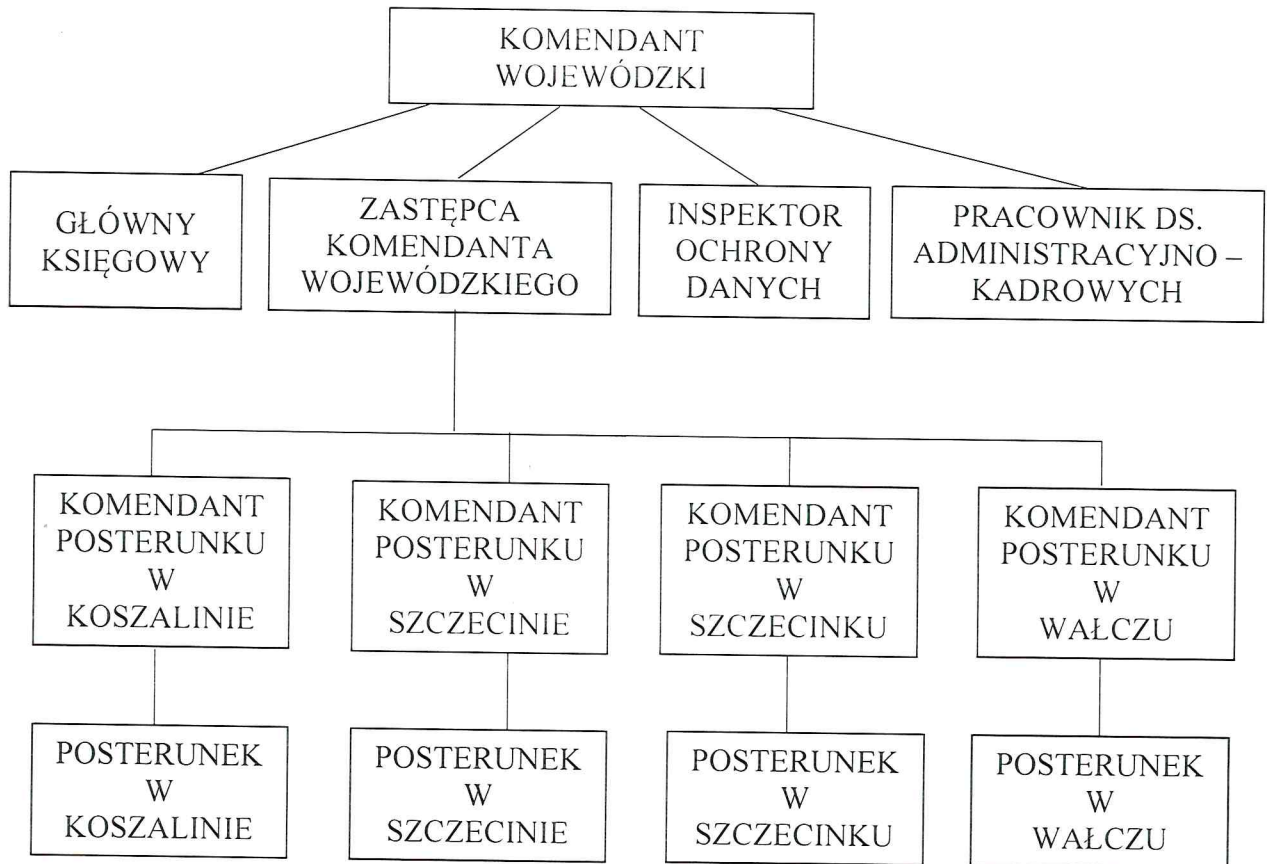 KOMENDANT
WOJEWÓDZKI
GŁÓWNY
KSIĘGOWY
ZASTĘPCA
KOMENDANTA
WOJEWÓDZKIEGO
INSPEKTOR
OCHRONY
DANYCH
PRACOWNIK DS.
ADMINISTRACYJNO –
KADROWYCH
KOMENDANT
POSTERUNKU
W
KOSZALINIE
KOMENDANT
POSTERUNKU
W
SZCZECINIE
KOMENDANT
POSTERUNKU
W
SZCZECINKU
KOMENDANT
POSTERUNKU
W
WAŁCZU
POSTERUNEK
W
KOSZALINIE
POSTERUNEK
W
SZCZECINIE
POSTERUNEK
W
SZCZECINKU
POSTERUNEK
W
WAŁCZU